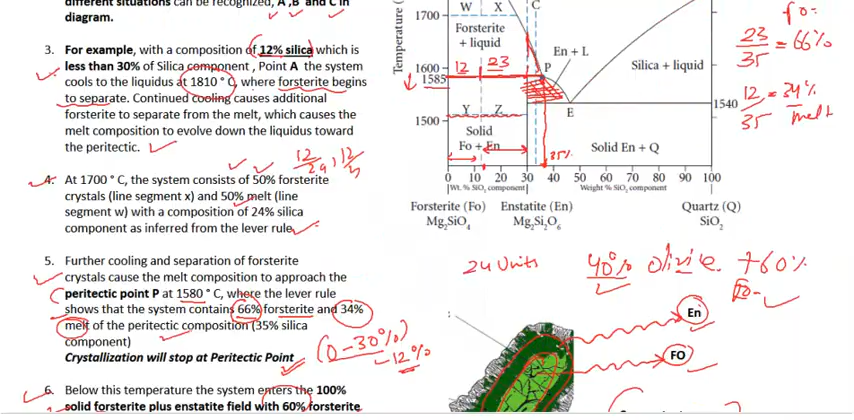 different situations can be recognized, A ,B and C in
diagram.
3. For example, with a composition of 12% silica which is
less than 30% of Silica component , Point A the system
cools to the liquidus at 1810 ° C, where forsterite begins
to separate. Continued cooling causes additional
forsterite to separate from the melt, which causes the
melt composition to evolve down the liquidus toward
the peritectic.
4. At 1700 ° C, the system consists of 50% forsterite
crystals (line segment x) and 50% melt (line
segment w) with a composition of 24% silica
component as inferred from the lever rule
5. Further cooling and separation of forsterite
crystals cause the melt composition to approach the
peritectic point P at 1580 ° C, where the lever rule
shows that the system contains 66% forsterite and 34%
melt of the peritectic composition (35% silica
component)
Crystallization will stop at Peritectic Point
(0-30%)
-12%
6. Below this temperature the system enters the 100%
solid forsterite plus enstatite field with 60% forsterite
Temperature (
1700
1600
1585
1500
1540
W X C
Forsterite
+ liquid
12 23
P
En + L
Silica + liquid
E
Y Z
Solid
Fo + En
Solid En + Q
35%
0 10 20 30 40 50 60 70 80 90 100
Wt. % SiO2 component
Weight % SiO2 component
Forsterite (Fo)
Mg2SiO4
Enstatite (En)
Mg2Si2O6
Quartz (Q)
SiO2
fo=
23/35 = 66%
12/35 = 34%
melt
12/24, 12/
24 Units
40% olivine +60%
En
FO